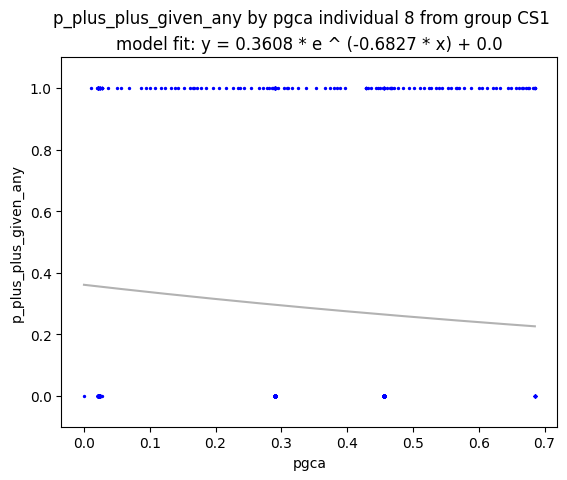 p_plus_plus_given_any by pgca individual 8 from group CS1
model fit: y = 0.3608 * e ^ (-0.6827 * x) + 0.0
p_plus_plus_given_any
1.0
0.8
0.6
0.4
0.2
0.0
0.0 0.1 0.2 0.3 0.4 0.5 0.6 0.7
pgca